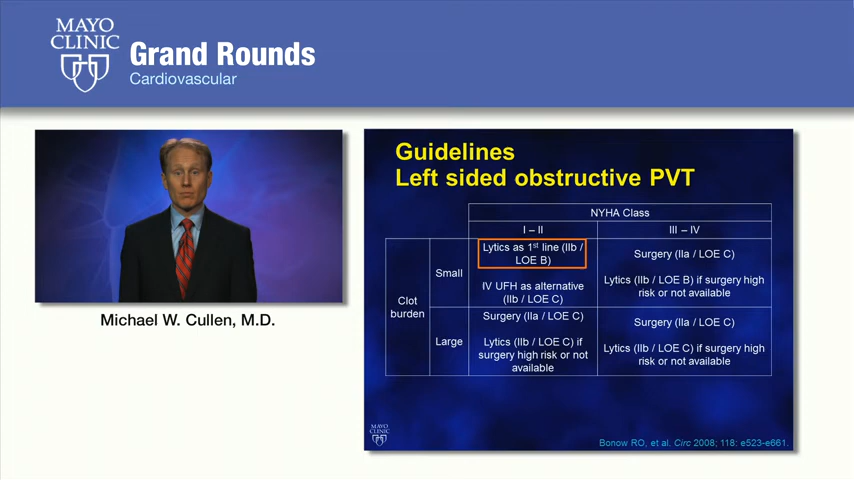 MAYO
CLINIC
Grand Rounds
Cardiovascular
Michael W. Cullen, M.D.
Guidelines
Left sided obstructive PVT
NYHA Class
I – II
III – IV
Clot
burden
Small
Lytics as 1st line (IIb /
LOE B)
IV UFH as alternative
(IIb / LOE C)
Surgery (IIa / LOE C)
Lytics (IIb / LOE B) if surgery high
risk or not available
Large
Surgery (IIa / LOE C)
Lytics (IIb / LOE C) if
surgery high risk or not
available
Surgery (IIa / LOE C)
Lytics (IIb / LOE C) if surgery high
risk or not available
MAYO
CLINIC
Bonow RO, et al. Circ 2008; 118: e523-e661.